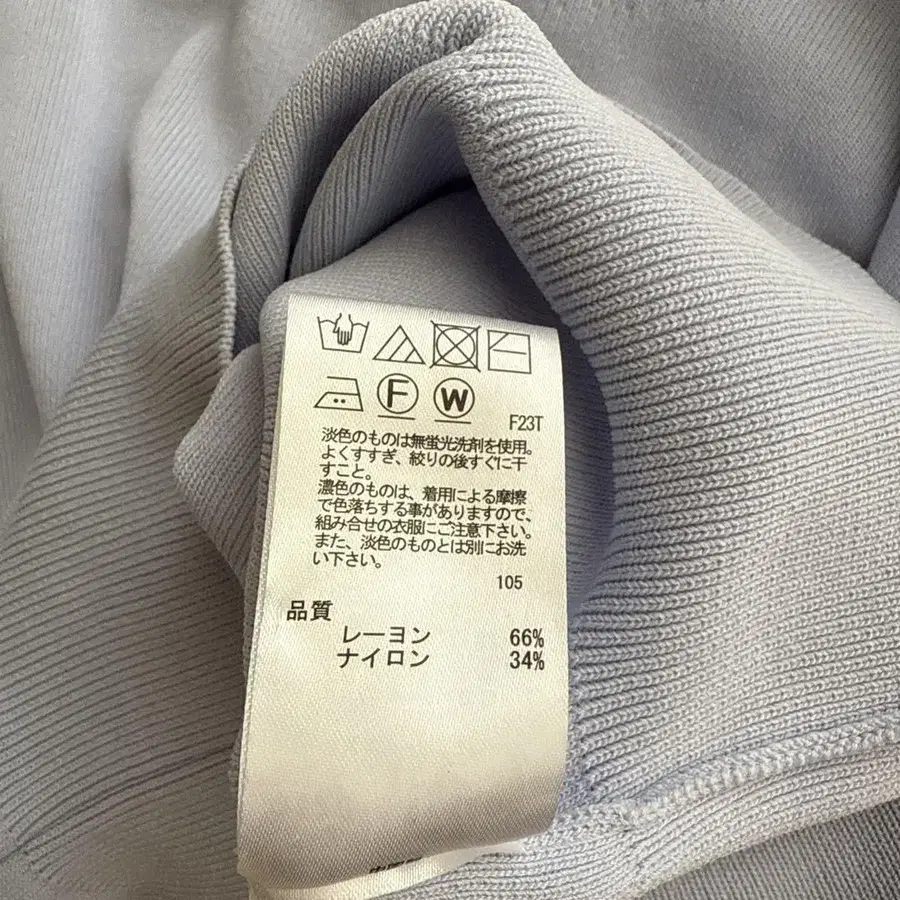 F W F23T
淡色のものは無蛍光洗剤を使用。
よくすすぎ、絞りの後すぐに干
すこと。
濃色のものは、着用による摩擦
で色落ちする事がありますので、
組み合せの衣服にご注意下さい。
また、淡色のものとは別にお洗
い下さい。
105
品質
レーヨン 66%
ナイロン 34%